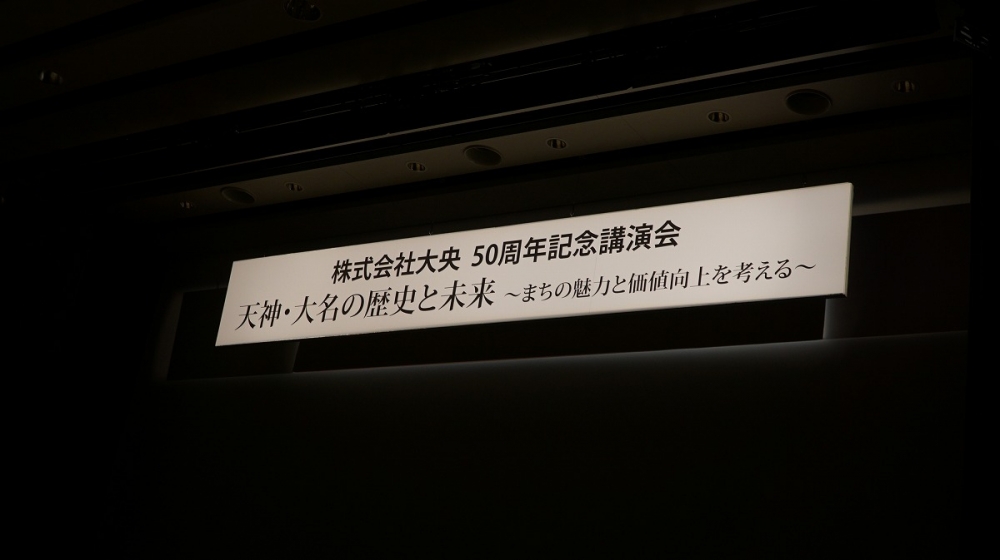 株式会社大央 50周年記念講演会
天神・大名の歴史と未来 ～まちの魅力と価値向上を考える～